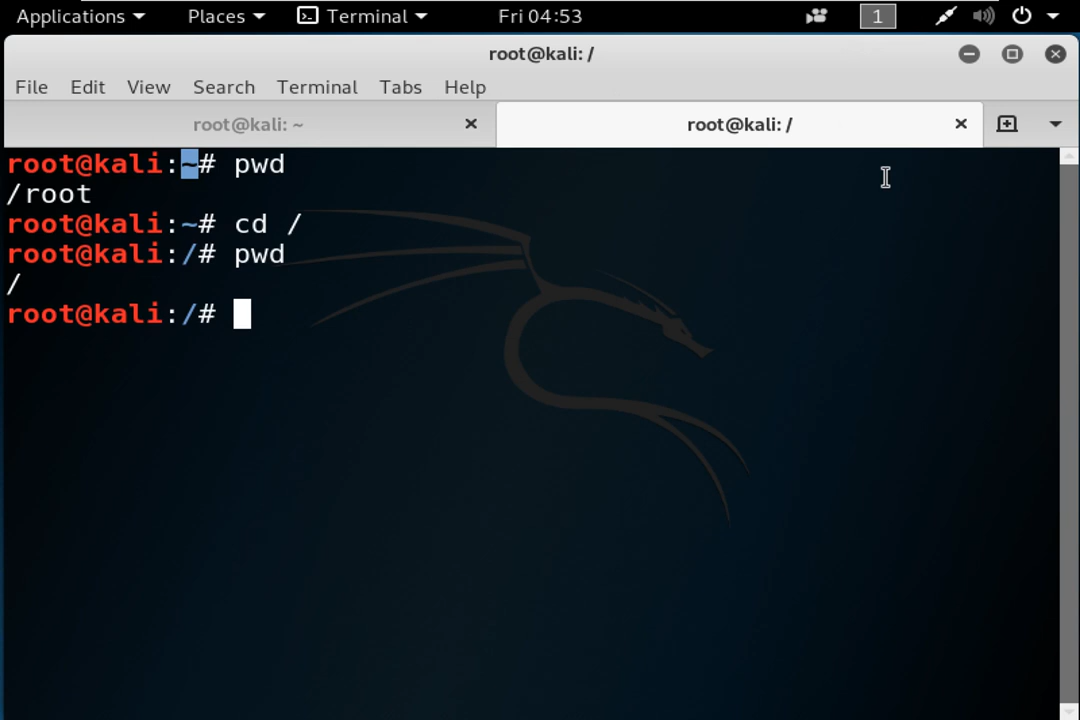 Applications Places Terminal Fri 04:53 1
root@kali: /
File Edit View Search Terminal Tabs Help
root@kali: ~ root@kali: /
root@kali:~# pwd
/root
root@kali:~# cd /
root@kali:/# pwd
/
root@kali:/#